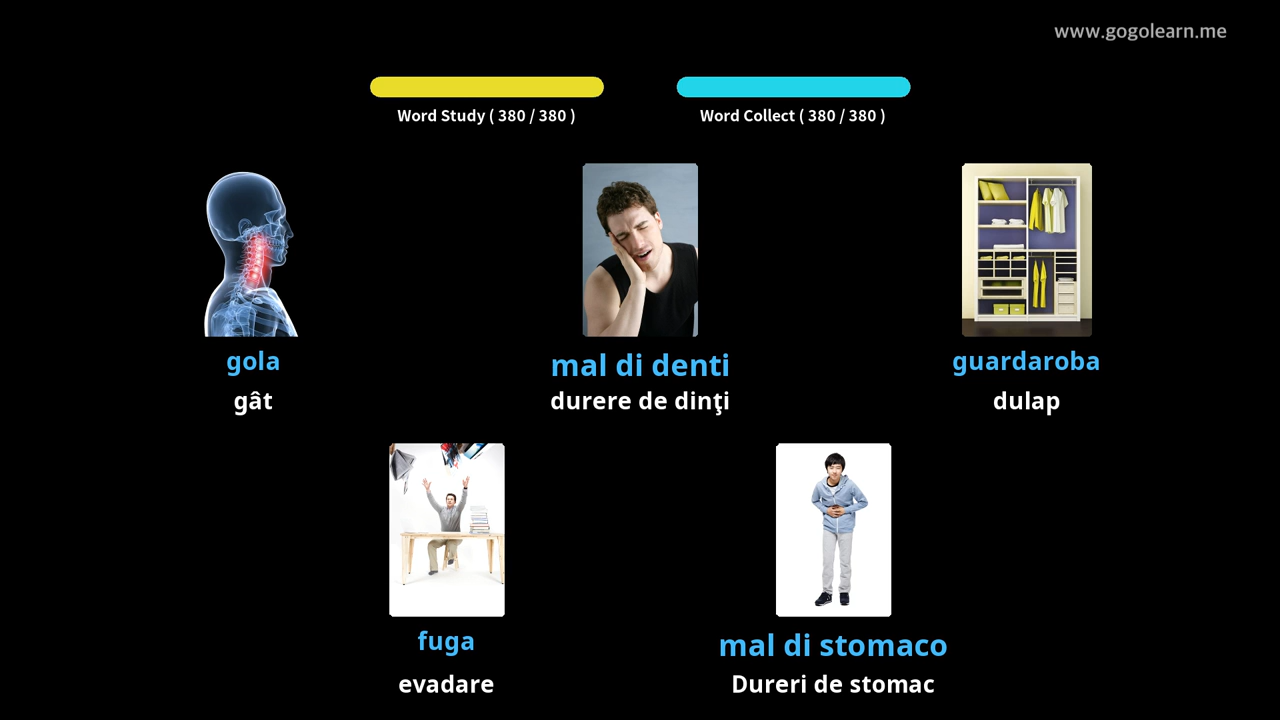 www.gogolearn.me
Word Study ( 380 / 380 )
Word Collect ( 380 / 380 )
gola
mal di denti
guardaroba
gât
durere de dinţi
dulap
fuga
mal di stomaco
evadare
Dureri de stomac